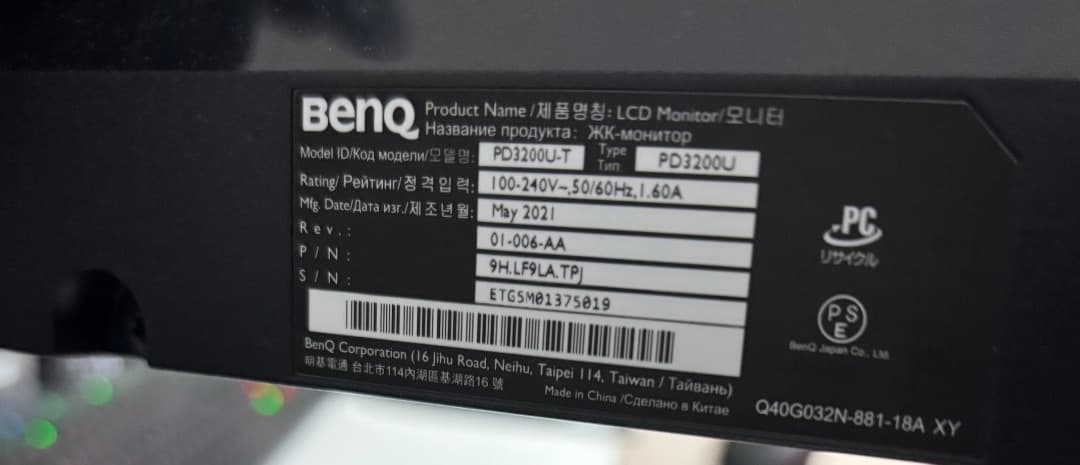 BenQ
Product Name /제품명칭: LCD Monitor/모니터
Название продукта: ЖК-монитор
Model ID/Код модели/모델명: PD3200U-T Type Тип: PD3200U
Rating/ Рейтинг/정격입력: 100-240V~,50/60Hz,1.60A
Mfg. Date/Дата изг./제조년월: May 2021
Rev.: 01-006-AA
P/N: 9H.LF9LA.TPJ
S/N: ETG5M01375019
BenQ Corporation (16 Jihu Road, Neihu, Taipei 114, Taiwan / Тайвань)
明基電通 台北市114內湖區基湖路16號
Made in China /Сделано в Китае
Q40G032N-881-18A XY
PC
リサイクル
PSE
BenQ Japan Co., Ltd.